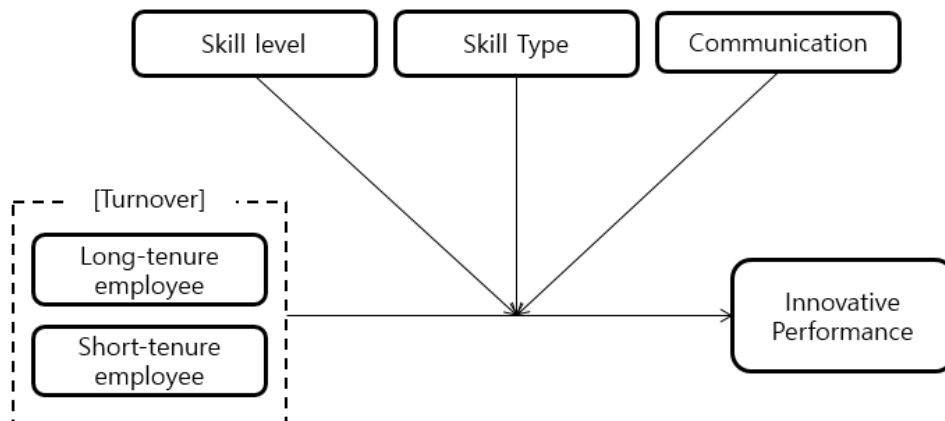 Skill level
Skill Type
Communication
[Turnover]
Long-tenure
employee
Short-tenure
employee
Innovative
Performance